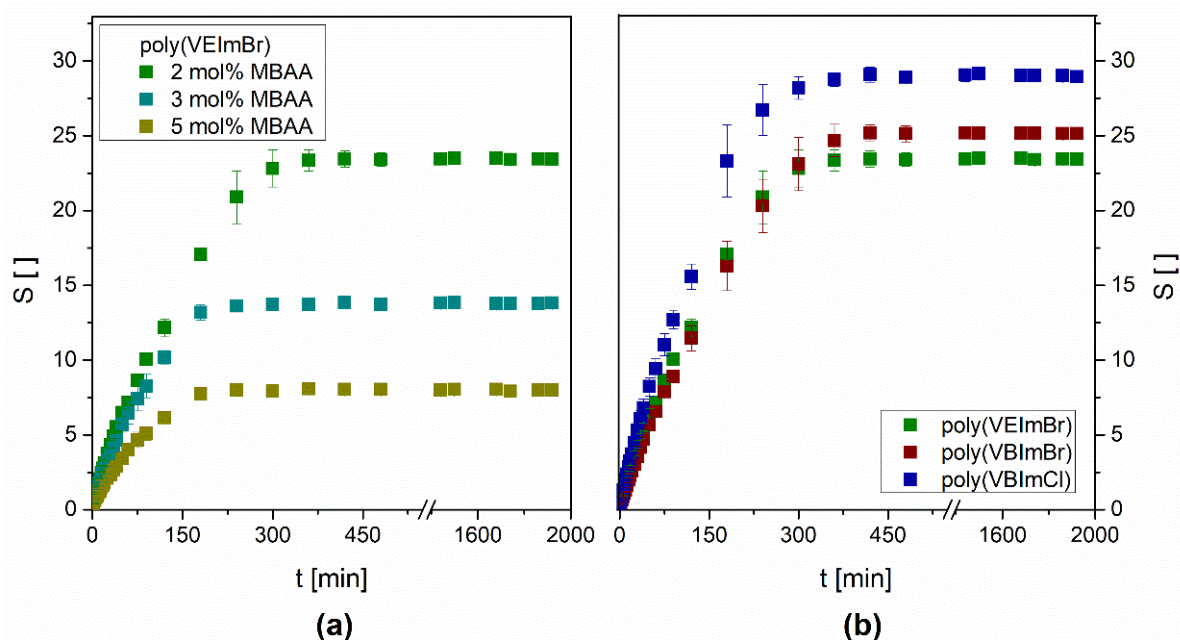 poly(VEImBr)
2 mol% MBAA
3 mol% MBAA
5 mol% MBAA
30
25
20
15
10
5
0
S [ ]
0 150 300 450 1600 2000
t [min]
(a)
poly(VEImBr)
poly(VBImBr)
poly(VBImCl)
30
25
20
15
10
5
0
S [ ]
0 150 300 450 1600 2000
t [min]
(b)